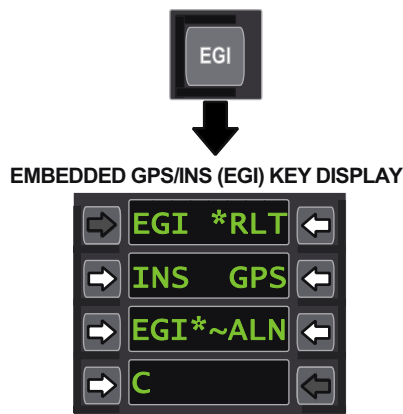 EGI
EMBEDDED GPS/INS (EGI) KEY DISPLAY
EGI *RLT
INS GPS
EGI*~ALN
C